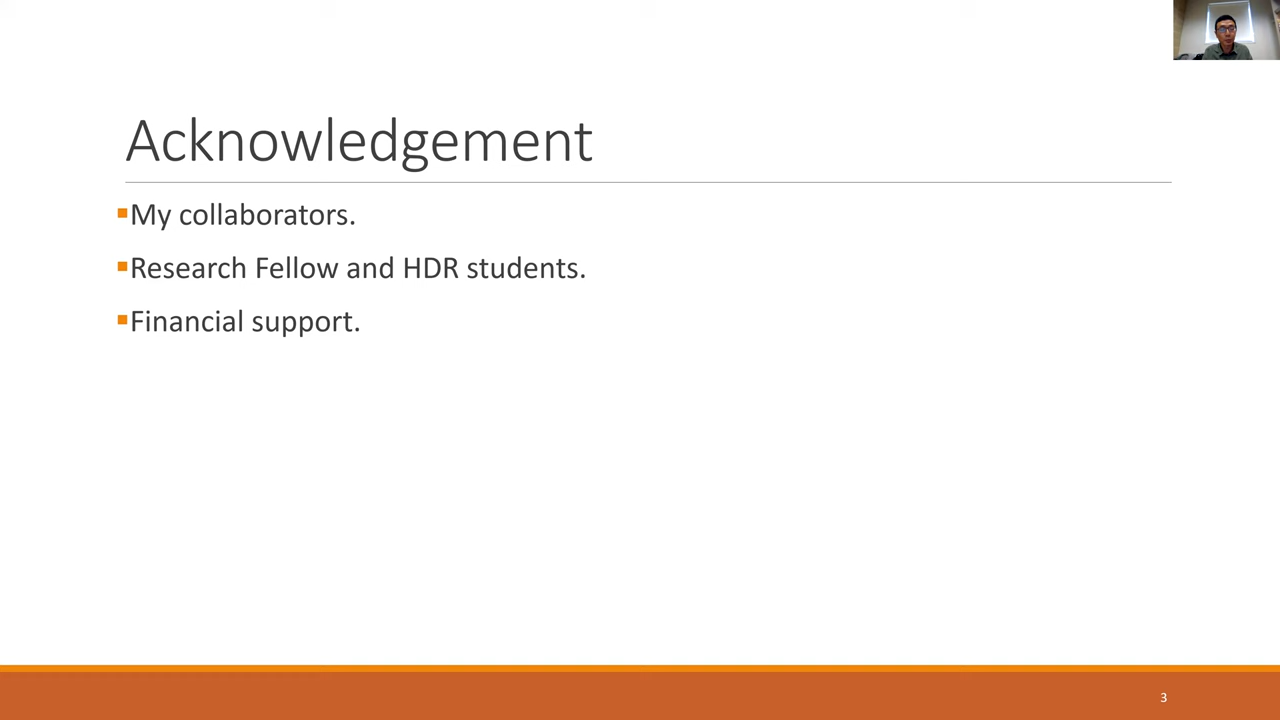 Acknowledgement
▪My collaborators.
▪Research Fellow and HDR students.
▪Financial support.
3